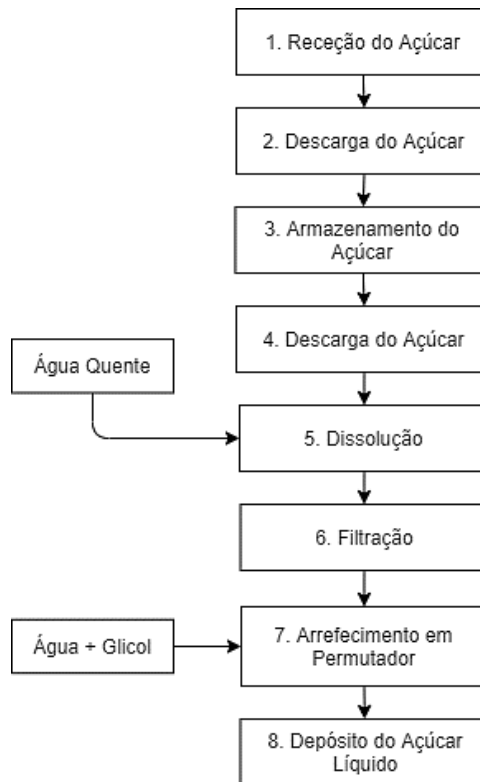 1. Receção do Açúcar
2. Descarga do Açúcar
3. Armazenamento do
Açúcar
4. Descarga do Açúcar
Água Quente
5. Dissolução
6. Filtração
Água + Glicol
7. Arrefecimento em
Permutador
8. Depósito do Açúcar
Líquido